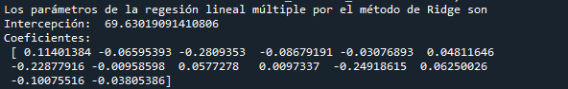 Los parámetros de la regesión lineal múltiple por el método de Ridge son
Intercepción:  69.63019091410806
Coeficientes:
 [ 0.11401384 -0.06595393 -0.2809353  -0.08679191 -0.03076893  0.04811646
 -0.22877916 -0.00958598  0.0577278   0.0097337  -0.24918615  0.06250026
 -0.10075516 -0.03805386]